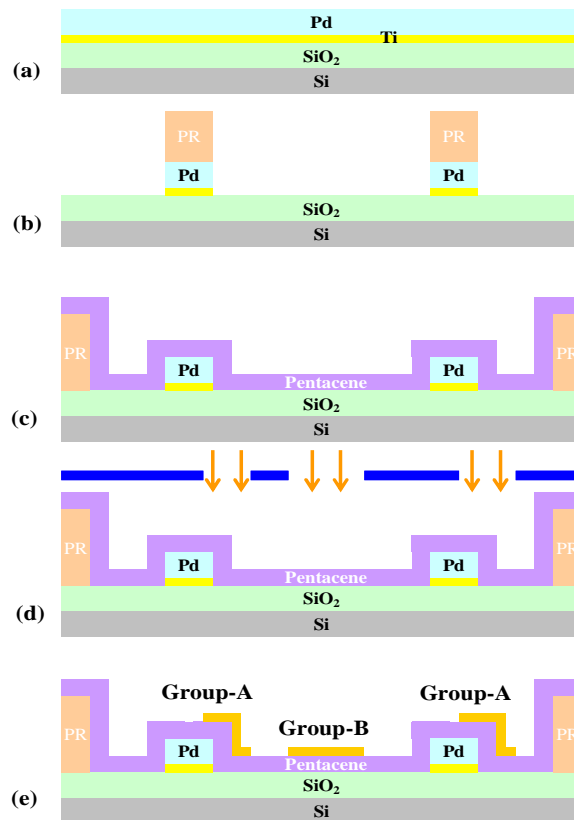 Pd
Ti
SiO₂
(a)
Si
PR PR
Pd Pd
SiO₂
(b)
Si
PR PR
Pd Pd
Pentacene
SiO₂
(c)
Si
PR PR
Pd Pd
Pentacene
SiO₂
(d)
Si
Group-A Group-A
Group-B
PR PR
Pd Pd
Pentacene
SiO₂
(e)
Si